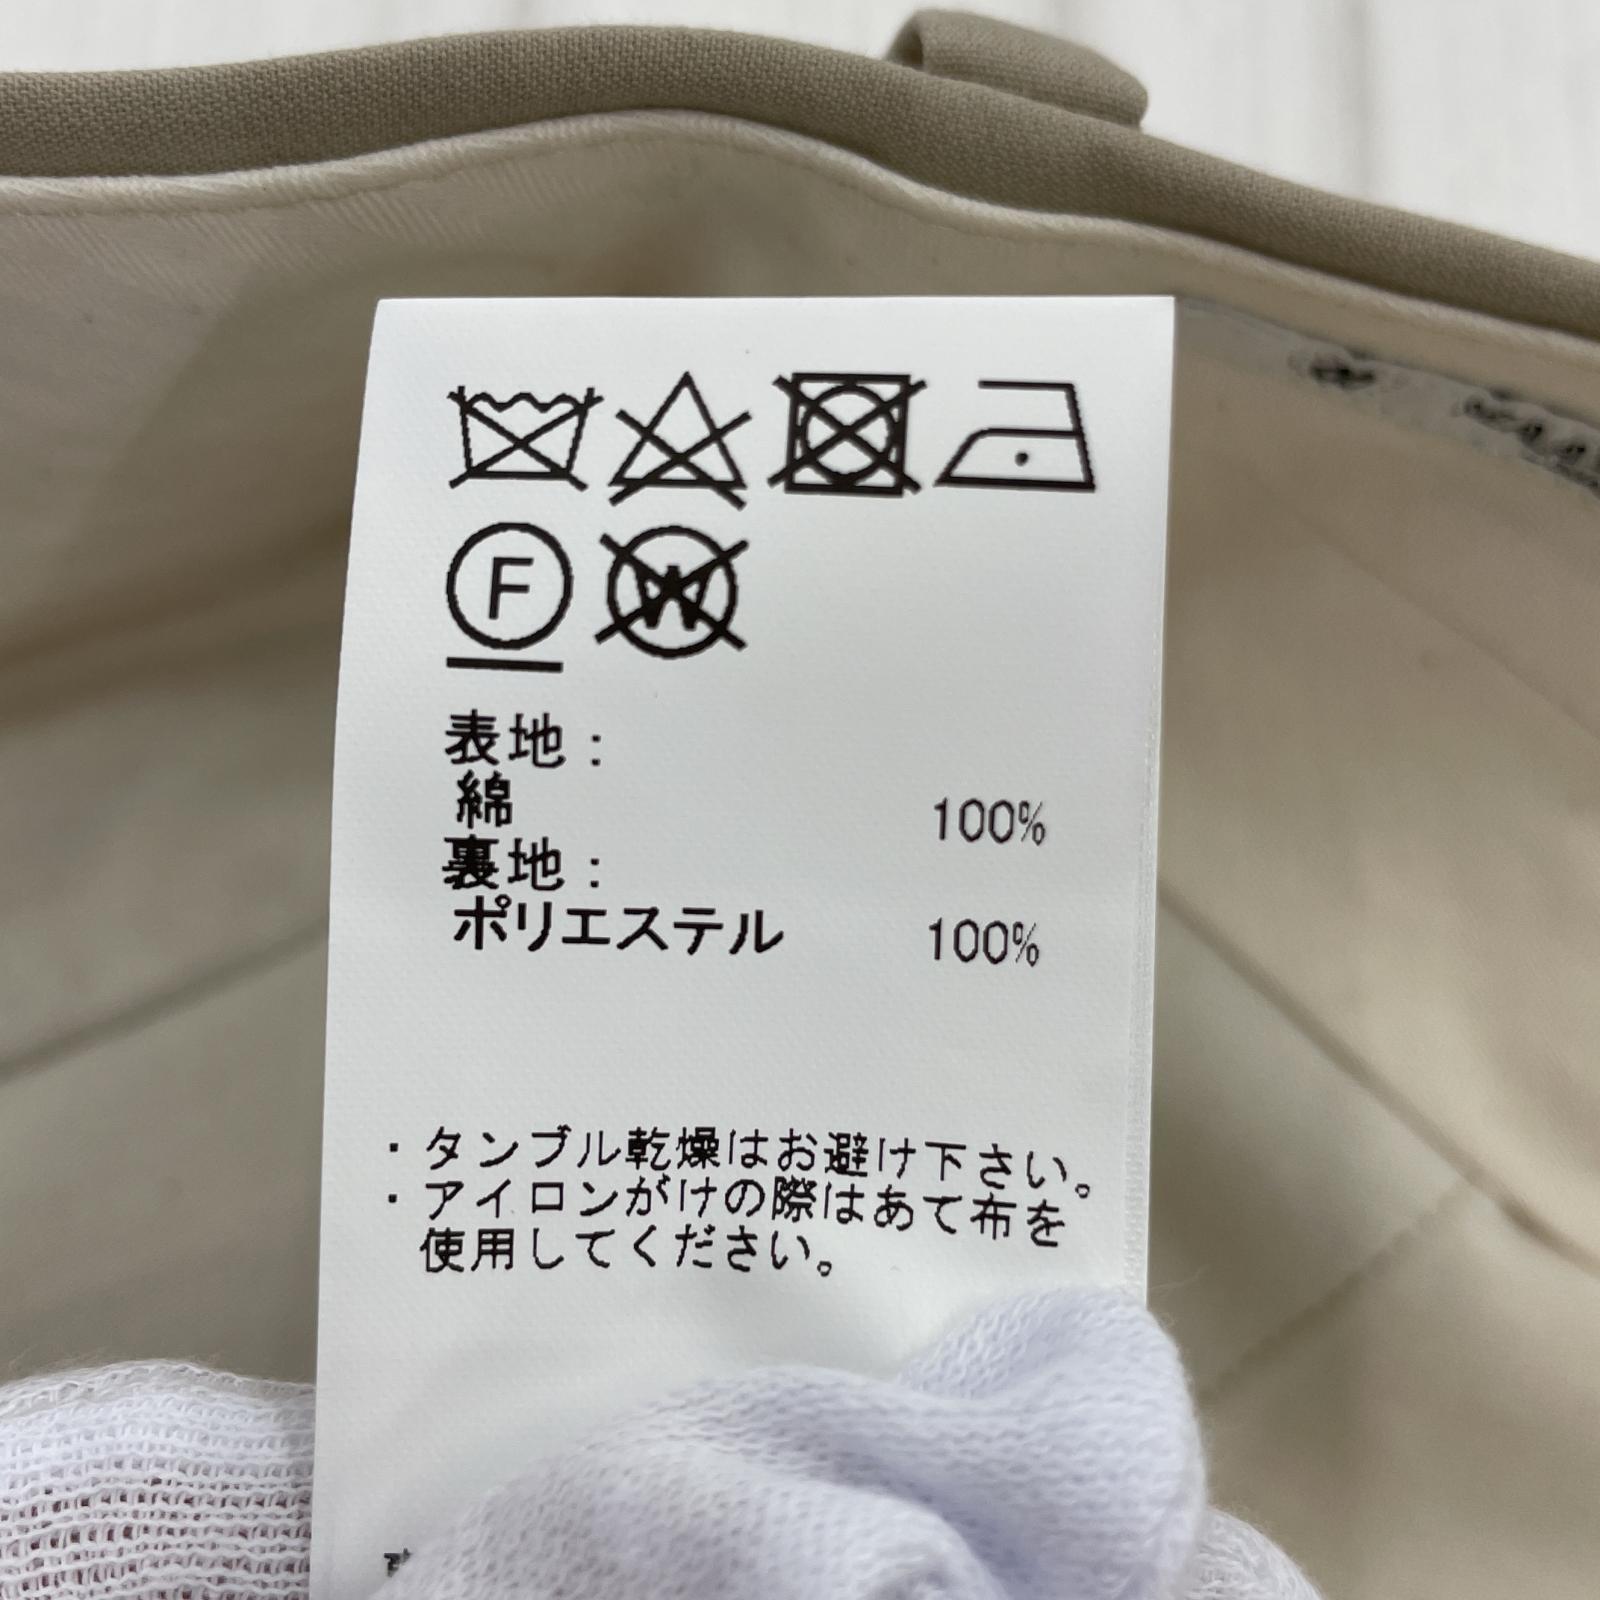 F
W
表地：
綿 100%
裏地：
ポリエステル 100%
・タンブル乾燥はお避け下さい。
・アイロンがけの際はあて布を
使用してください。